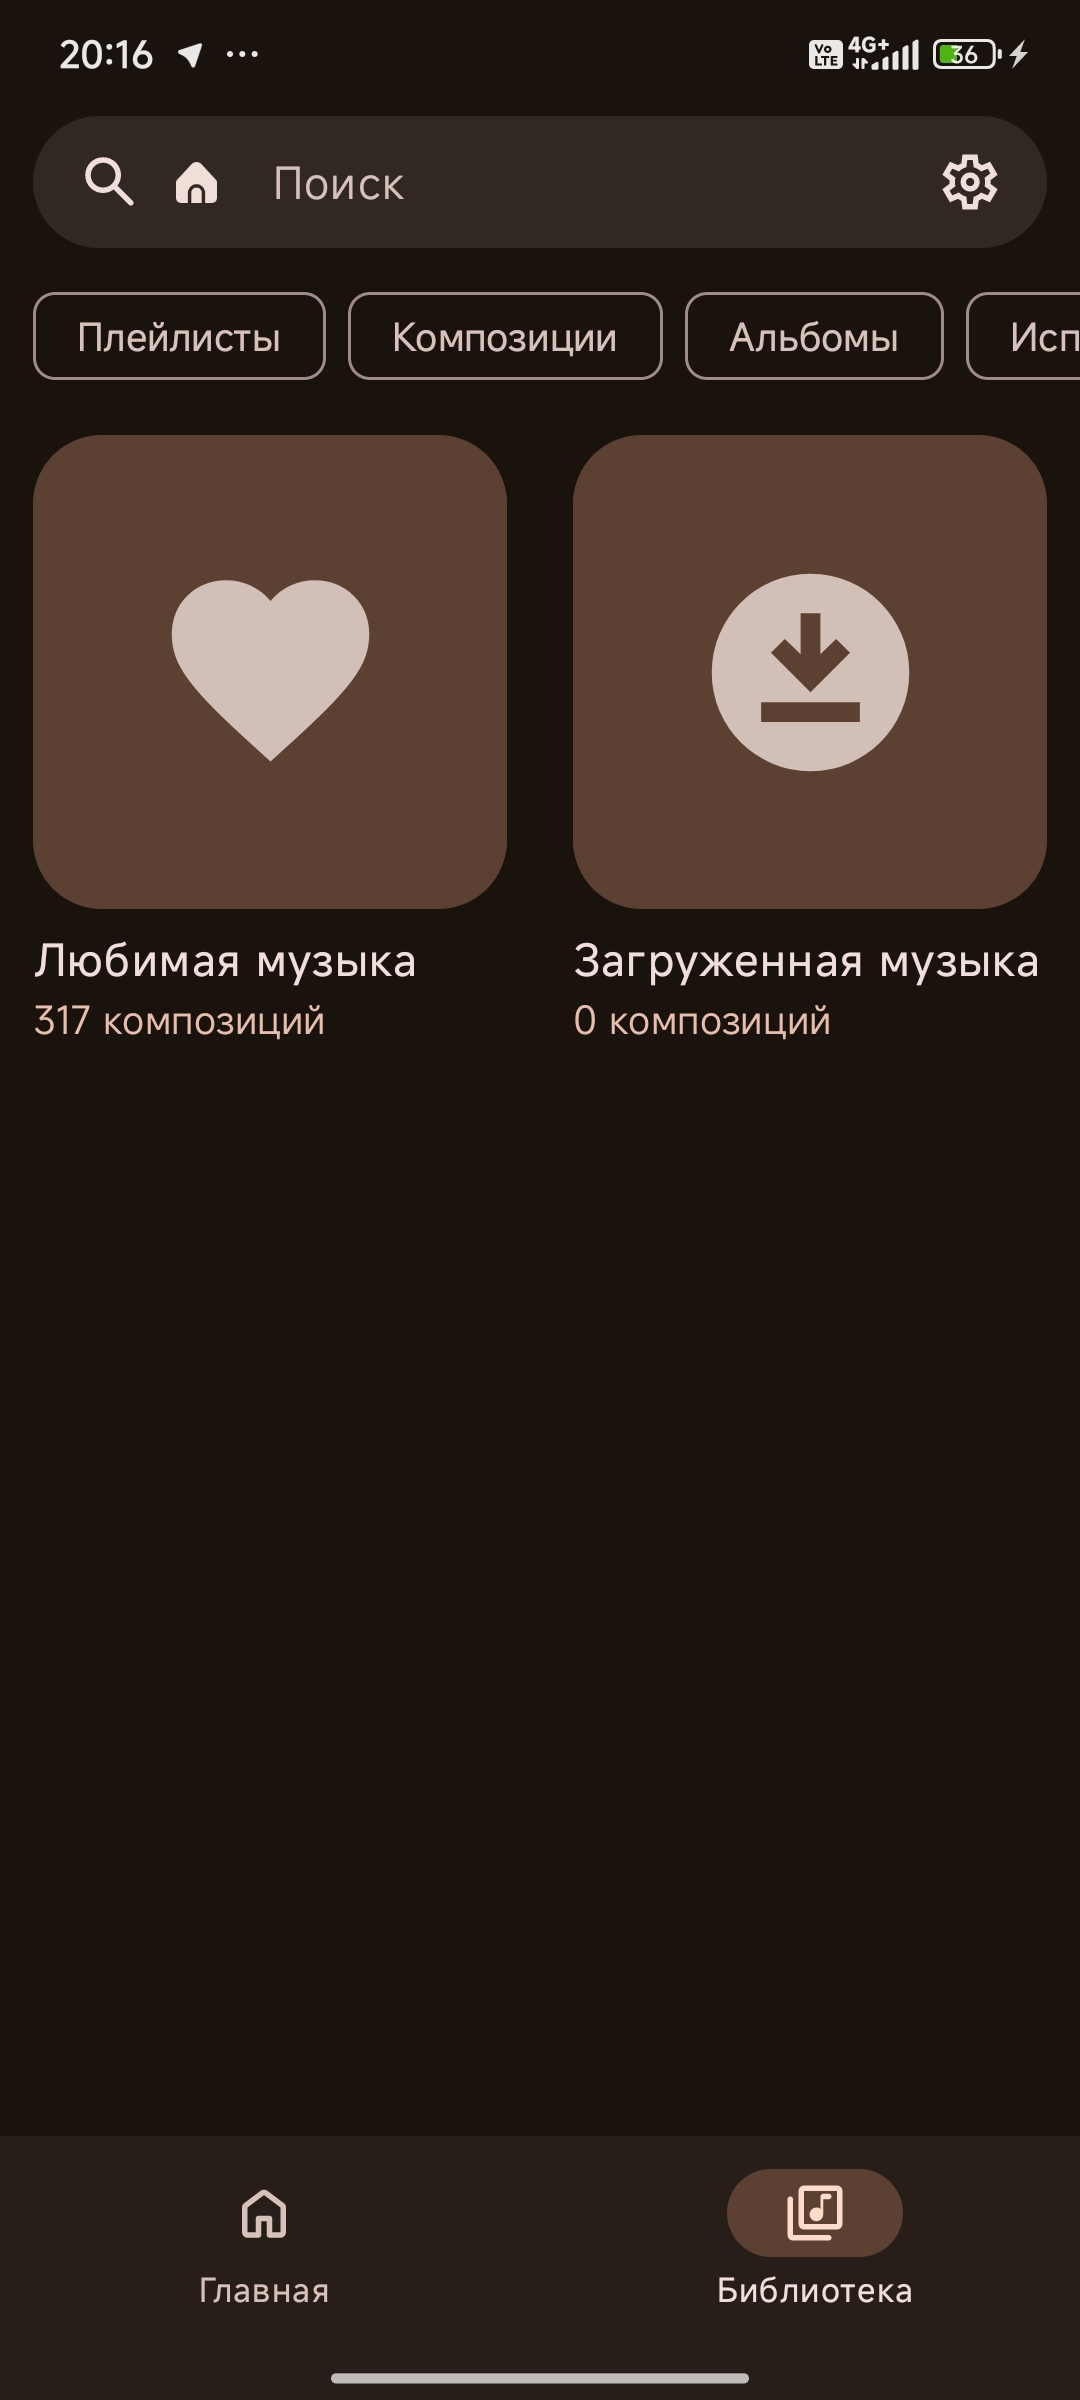 20:16
Vo LTE 4G+ 36
Поиск
Плейлисты Композиции Альбомы Исп
Любимая музыка Загруженная музыка
317 композиций 0 композиций
Главная Библиотека